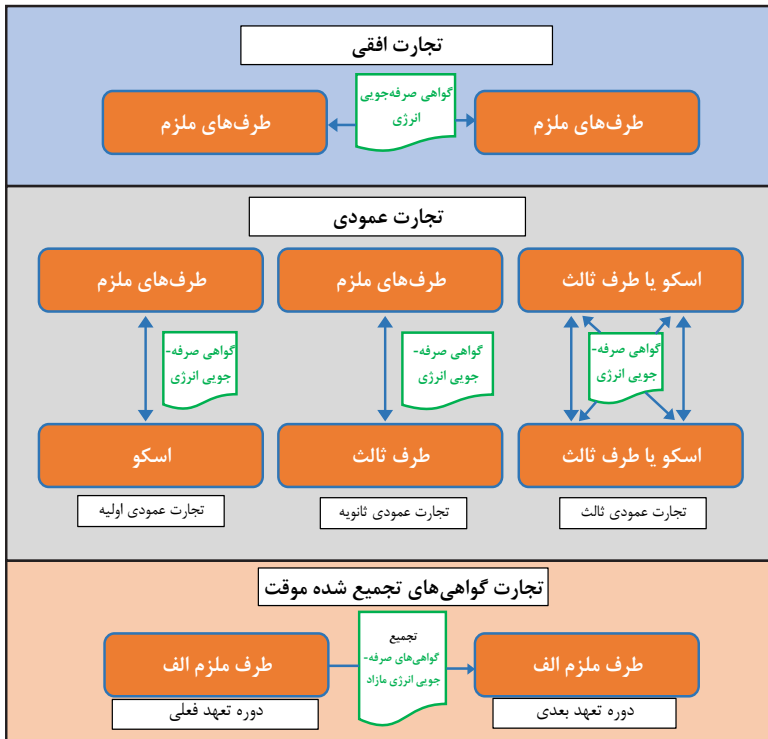 تجارت افقی
طرف‌های ملزم
گواهی صرفه‌جویی
انرژی
طرف‌های ملزم
تجارت عمودی
اسکو یا طرف ثالث
طرف‌های ملزم
طرف‌های ملزم
گواهی صرفه-
جویی انرژی
گواهی صرفه-
جویی انرژی
گواهی صرفه-
جویی انرژی
اسکو یا طرف ثالث
طرف ثالث
اسکو
تجارت عمودی ثالث
تجارت عمودی ثانویه
تجارت عمودی اولیه
تجارت گواهی‌های تجمیع شده موقت
طرف ملزم الف
تجمیع
گواهی‌های صرفه-
جویی انرژی مازاد
طرف ملزم الف
دوره تعهد بعدی
دوره تعهد فعلی